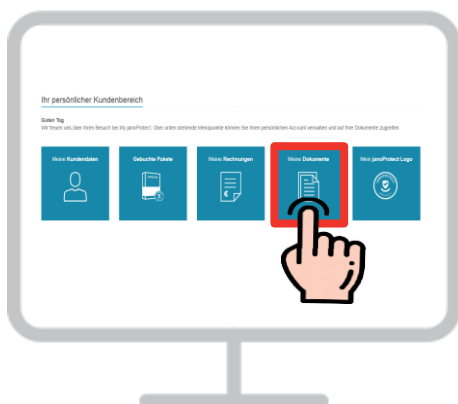 Ihr persönlicher Kundenbereich
Guten Tag
Wir freuen uns über Ihren Besuch bei My janoProtect. Über unten stehende Menüpunkte können Sie Ihren persönlichen Account verwalten und auf Ihre Dokumente zugreifen.
Meine Kundendaten
Gebuchte Pakete
Meine Rechnungen
Meine Dokumente
Mein janoProtect Logo